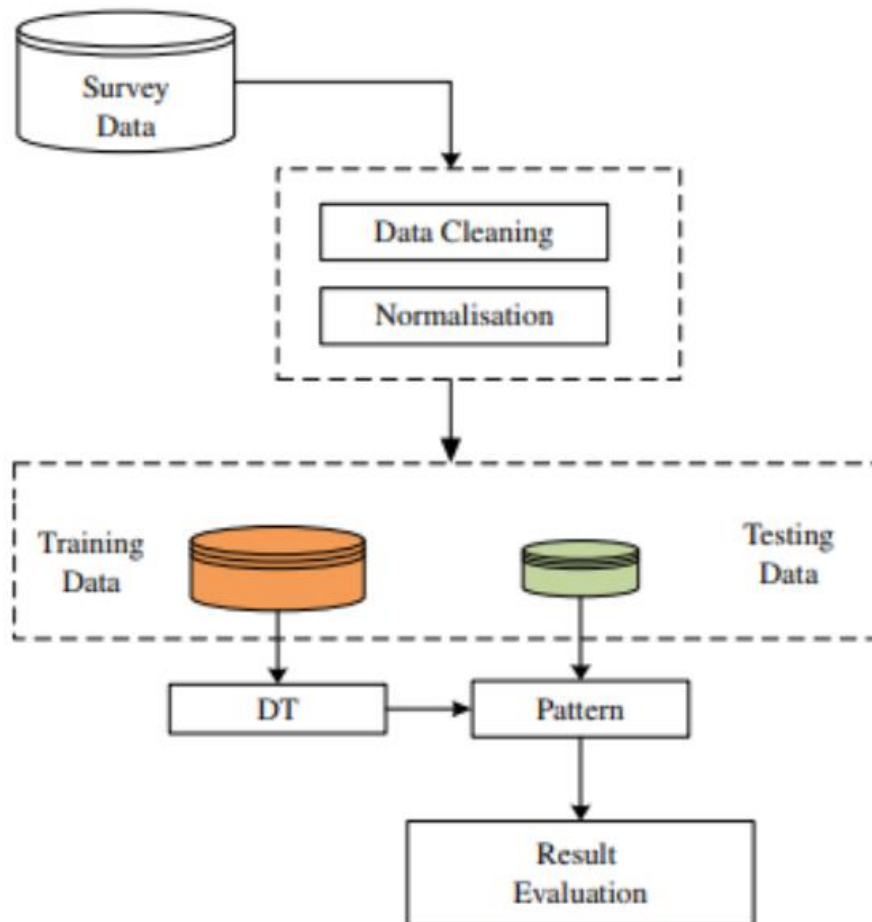 Survey
Data
Data Cleaning
Normalisation
Training
Data
Testing
Data
DT
Pattern
Result
Evaluation